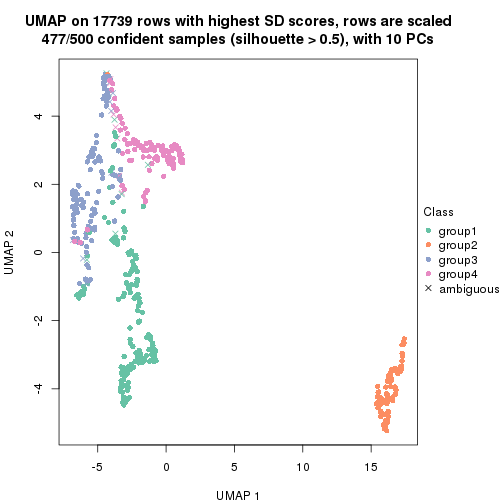 UMAP on 17739 rows with highest SD scores, rows are scaled
477/500 confident samples (silhouette > 0.5), with 10 PCs
4
2
0
-2
-4
UMAP 2
-5
0
5
10
15
UMAP 1
Class
group1
group2
group3
group4
ambiguous